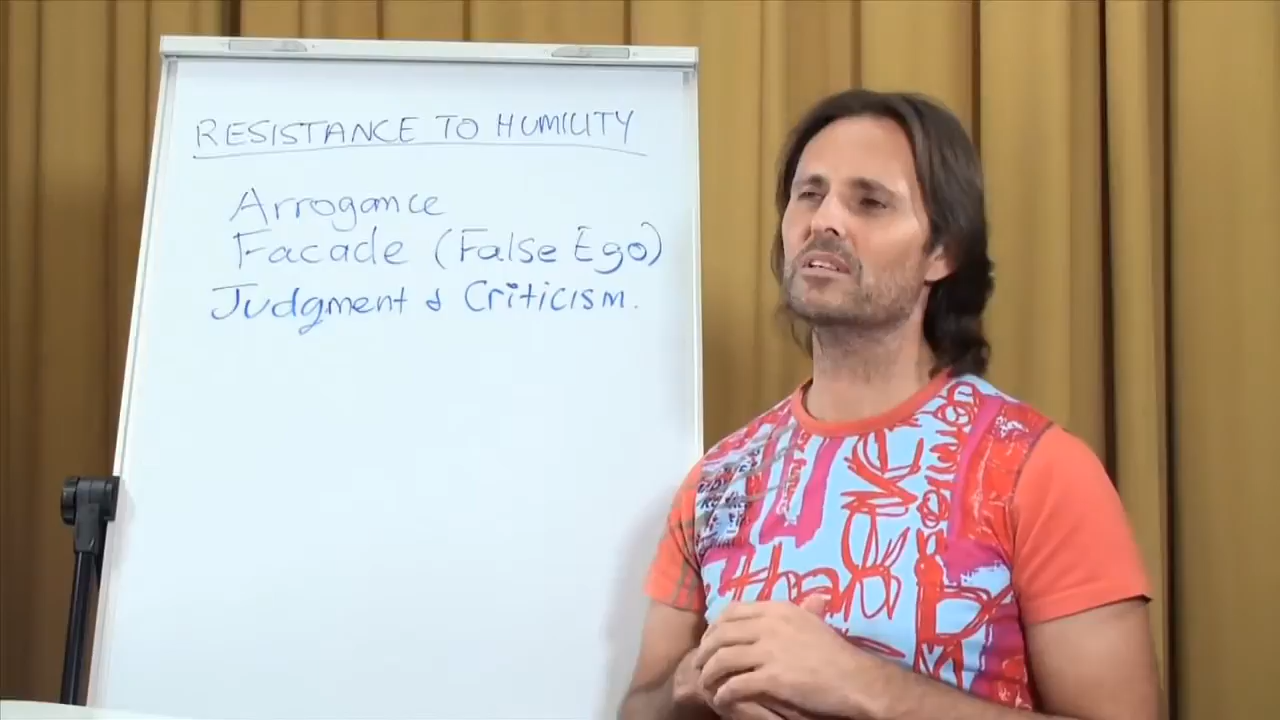 RESISTANCE TO HUMILITY
Arrogance
Facade (False Ego)
Judgment & Criticism.